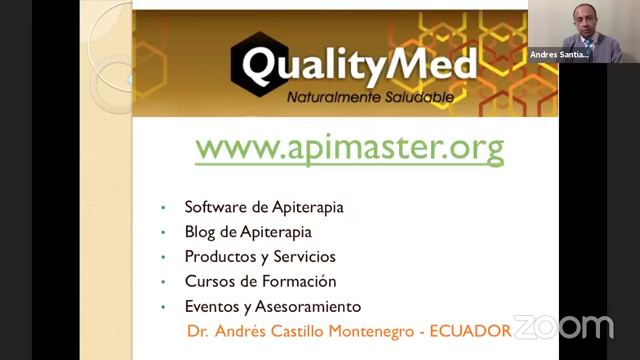 QualityMed
Naturalmente Saludable
Andres Santia...
www.apimaster.org
• Software de Apiterapia
• Blog de Apiterapia
• Productos y Servicios
• Cursos de Formación
• Eventos y Asesoramiento
Dr. Andrés Castillo Montenegro - ECUADOR
zoom